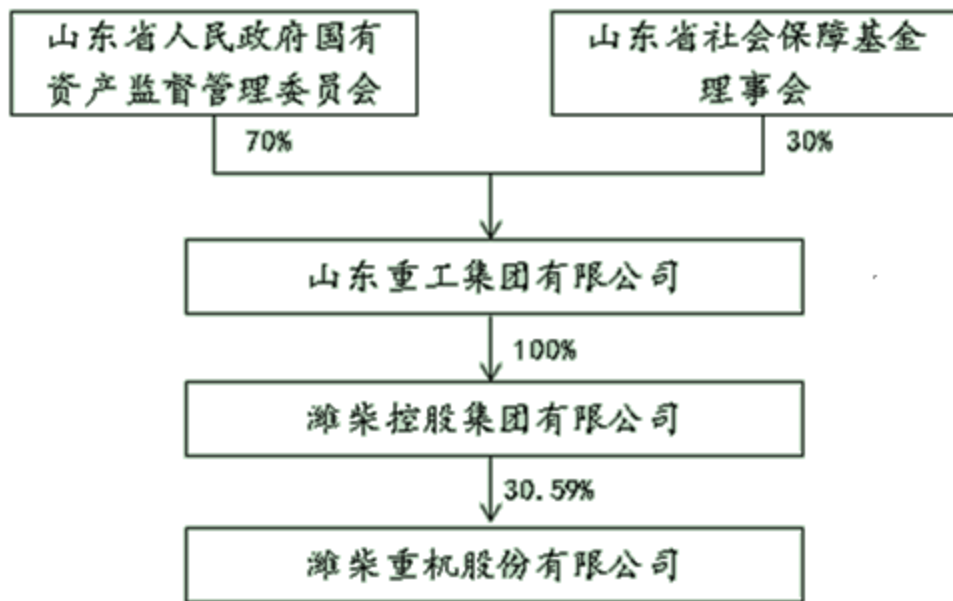 山东省人民政府国有
资产监督管理委员会
山东省社会保障基金
理事会
70%
30%
山东重工集团有限公司
100%
潍柴控股集团有限公司
30.59%
潍柴重机股份有限公司